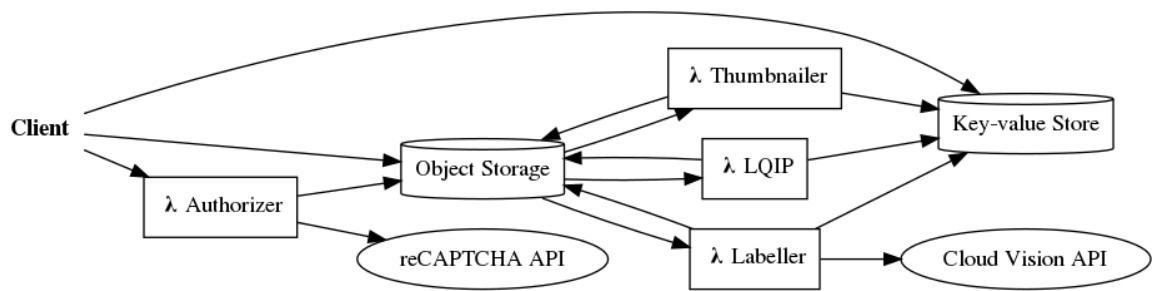 λ Thumbnailer
Key-value Store
Client
Object Storage
λ LQIP
λ Authorizer
reCAPTCHA API
λ Labeller
Cloud Vision API